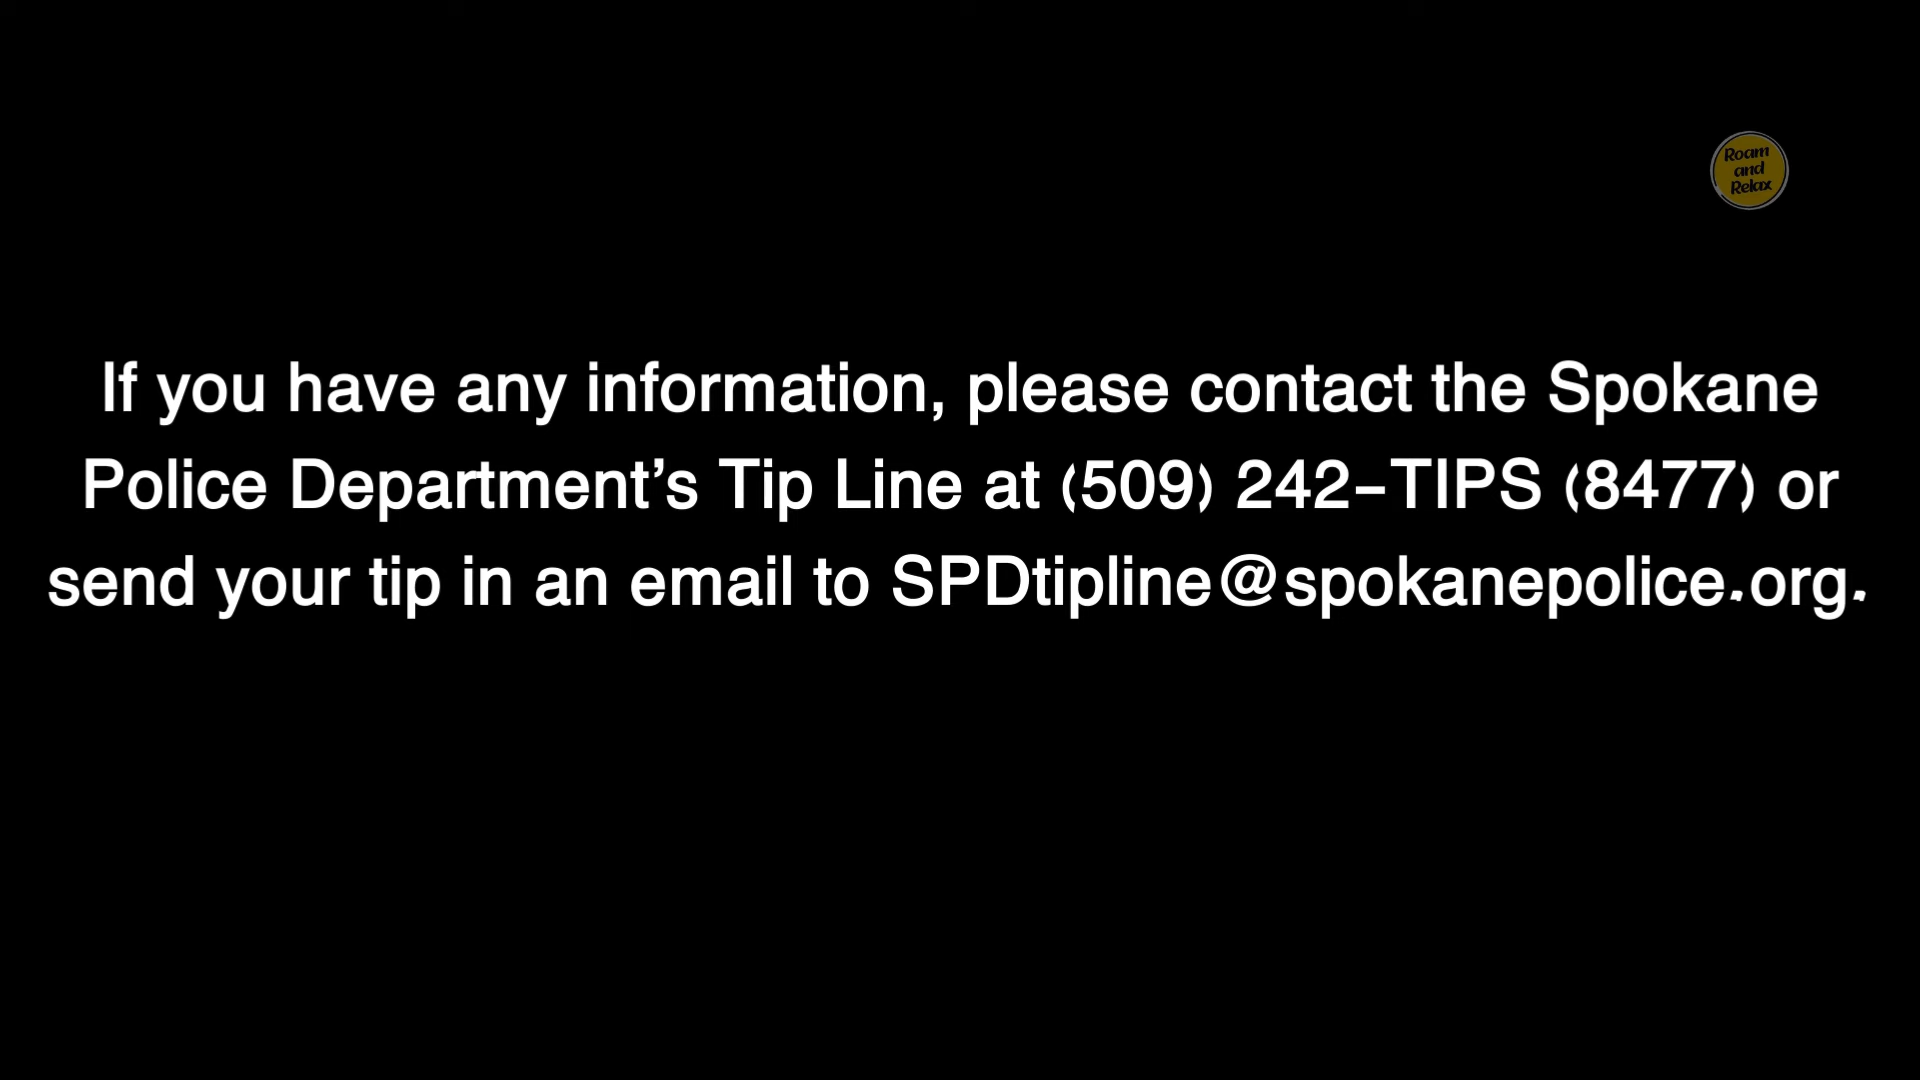 Roam
and
Relax
If you have any information, please contact the Spokane
Police Department’s Tip Line at (509) 242-TIPS (8477) or
send your tip in an email to SPDtipline@spokanepolice.org.